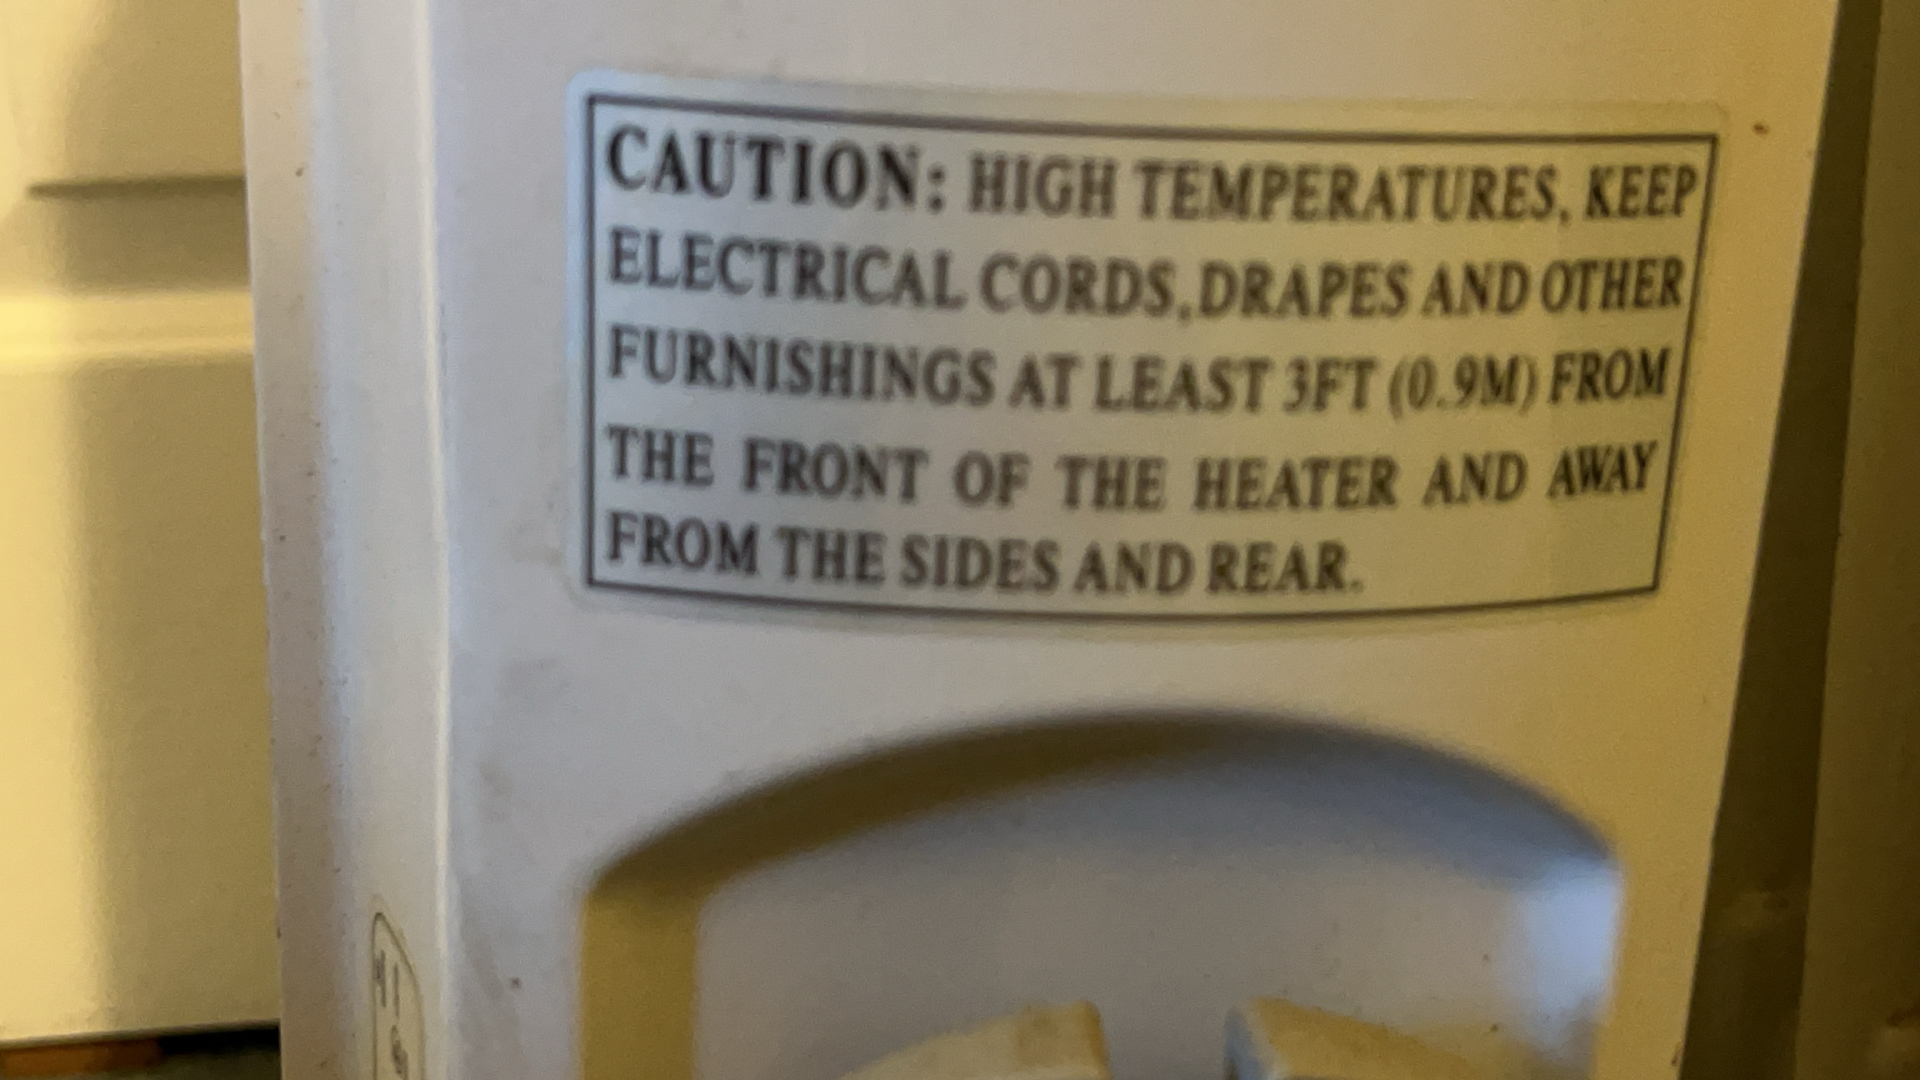 CAUTION: HIGH TEMPERATURES, KEEP
ELECTRICAL CORDS,DRAPES AND OTHER
FURNISHINGS AT LEAST 3FT (0.9M) FROM
THE FRONT OF THE HEATER AND AWAY
FROM THE SIDES AND REAR.